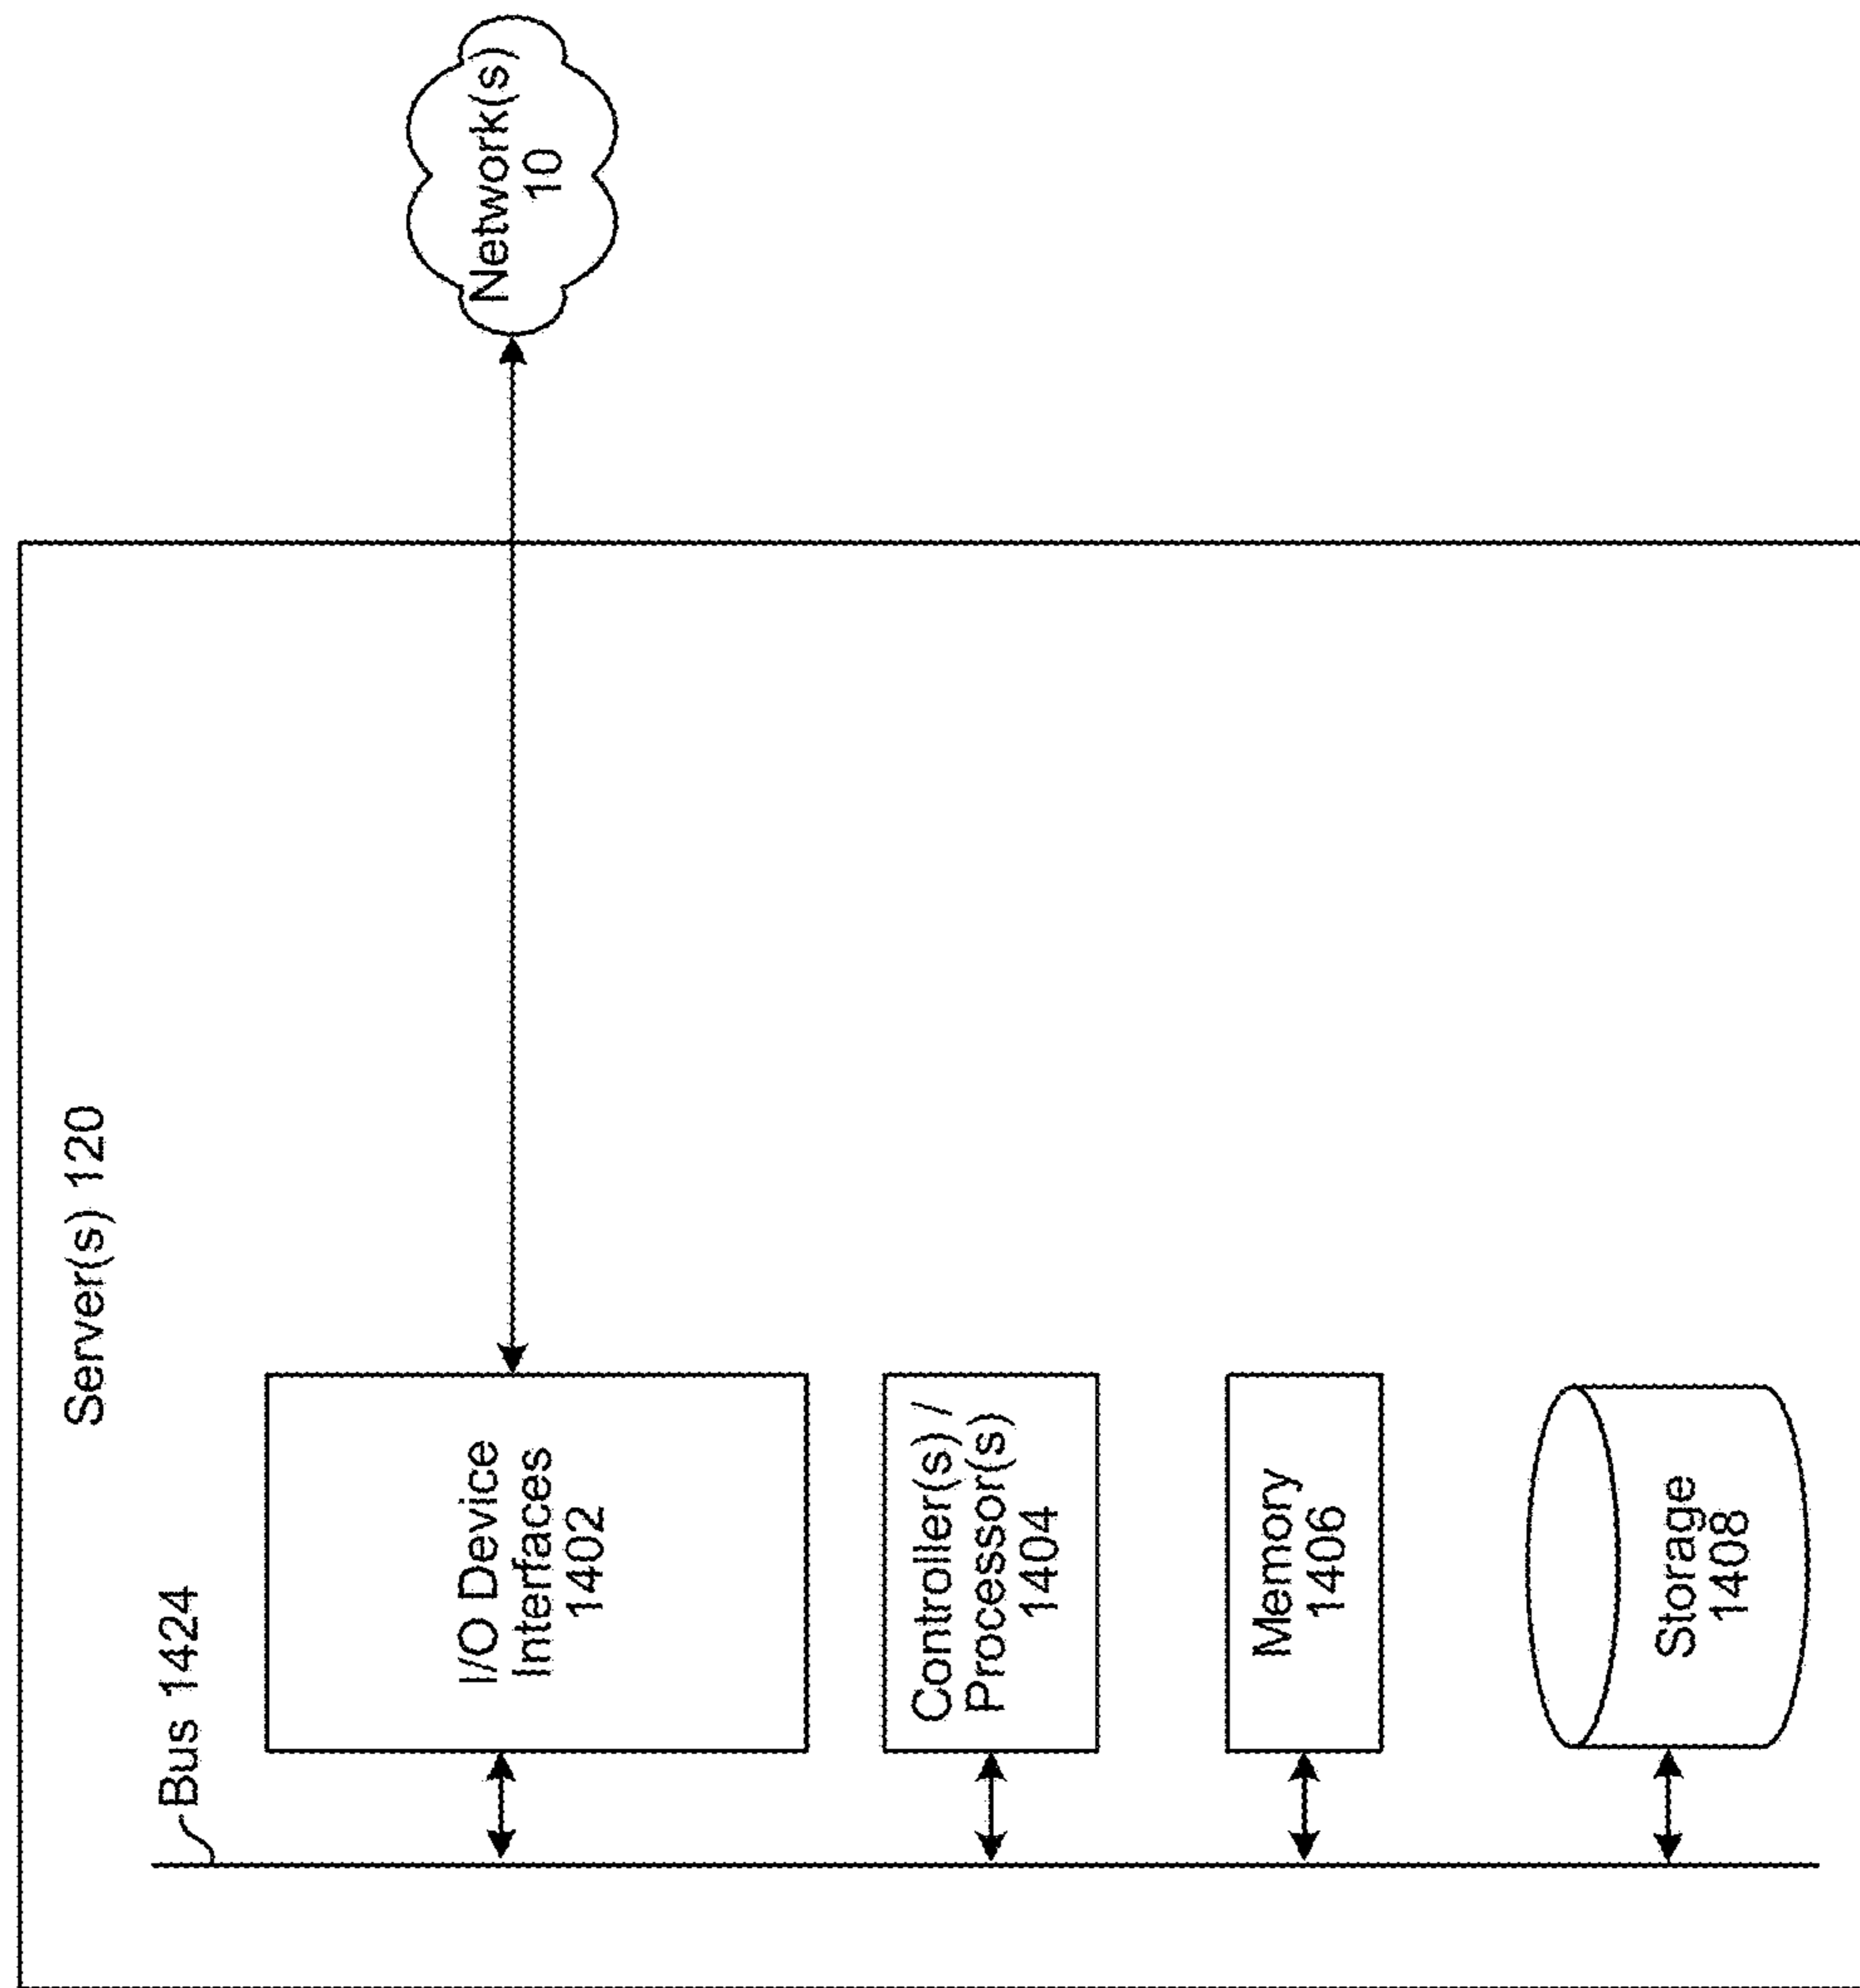 Server(s) 120
Bus 1424
I/O Device
Interfaces
1402
Network(s)
10
Controller(s) /
Processor(s)
1404
Memory
1406
Storage
1408